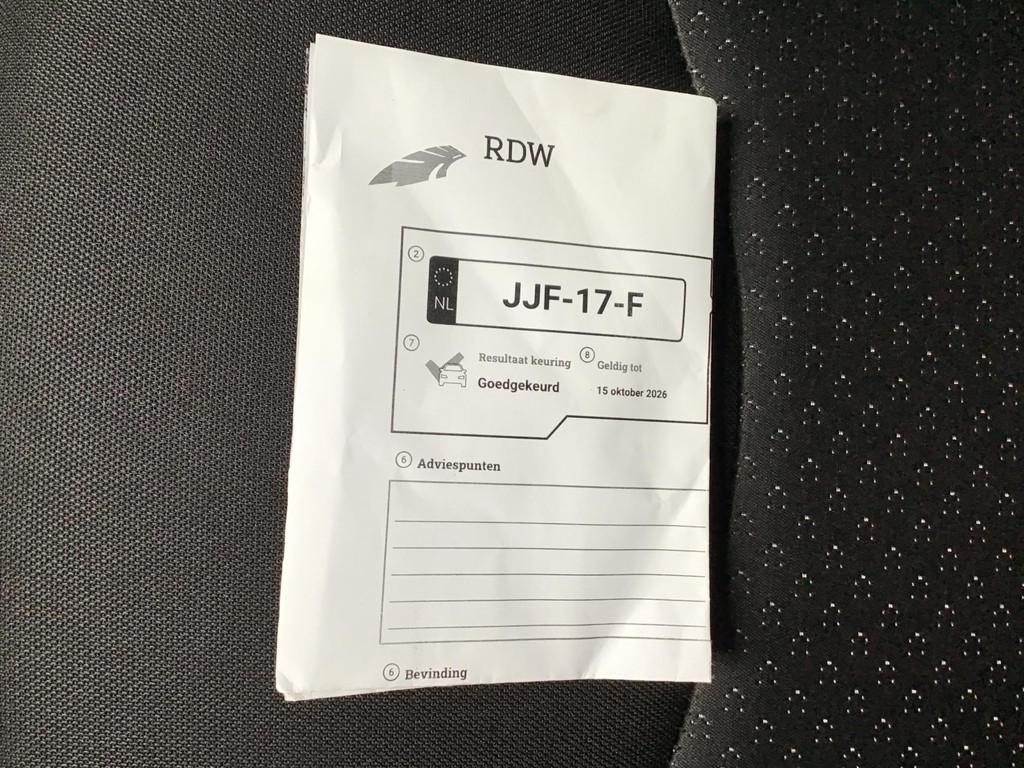 RDW
2
NL
JJF-17-F
7
Resultaat keuring
8
Geldig tot
Goedgekeurd
15 oktober 2026
6 Adviespunten
6 Bevinding